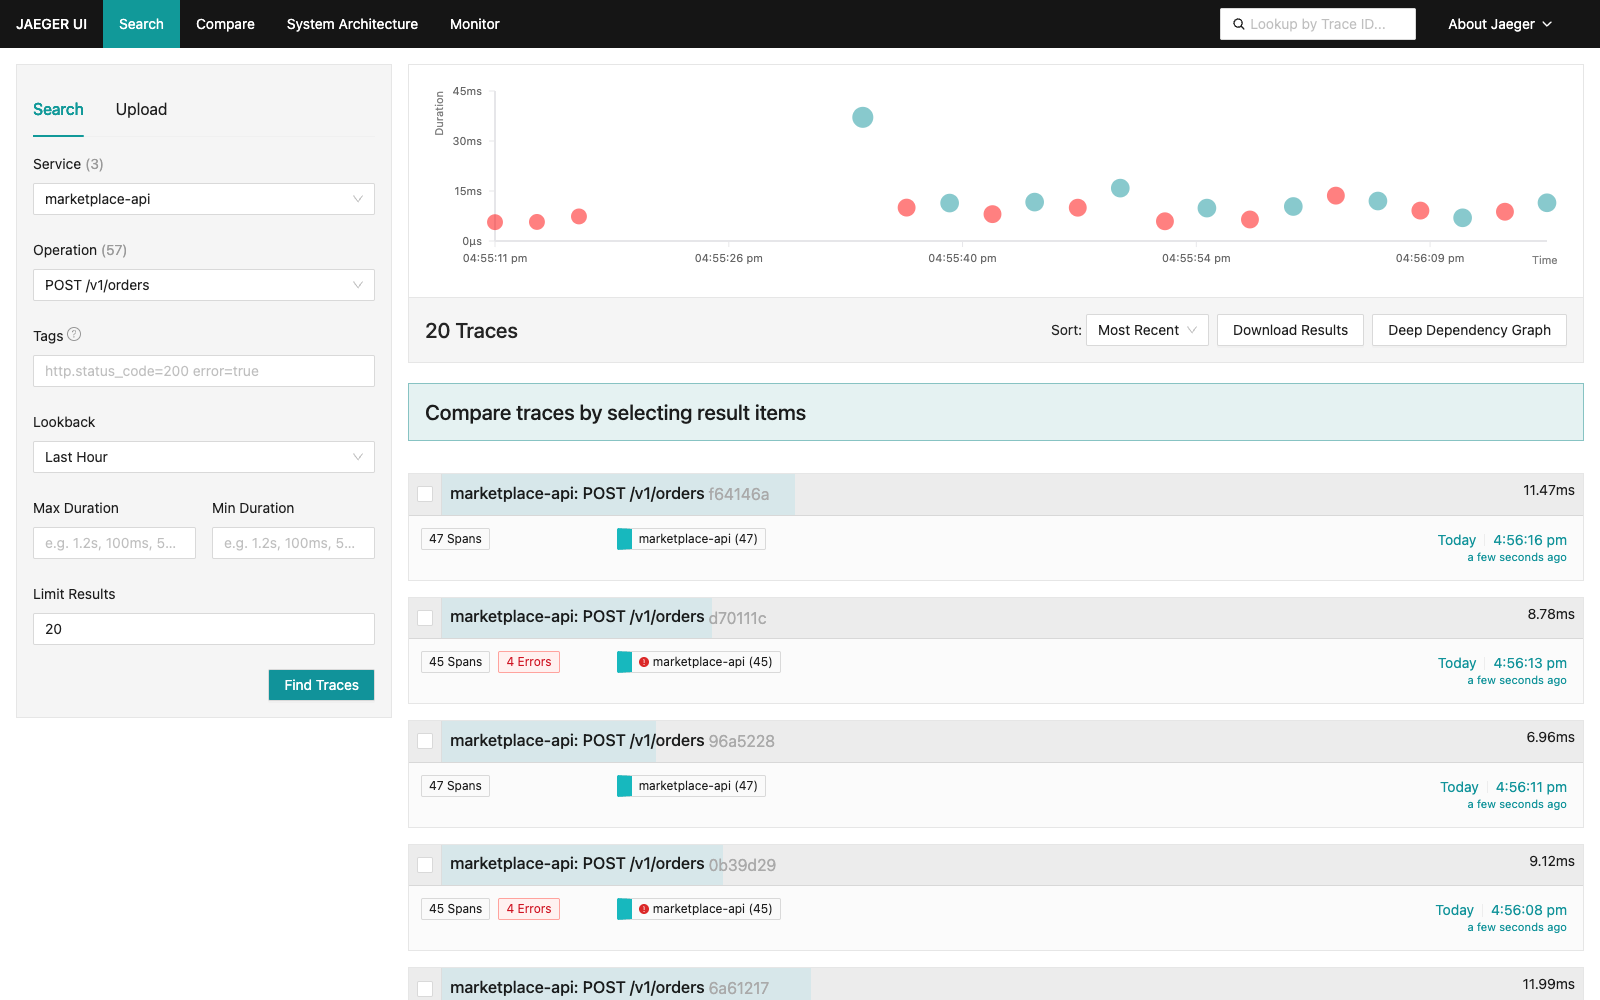 JAEGER UI Search Compare System Architecture Monitor Lookup by Trace ID... About Jaeger
Search Upload
Service (3)
marketplace-api
Operation (57)
POST /v1/orders
Tags ?
http.status_code=200 error=true
Lookback
Last Hour
Max Duration Min Duration
e.g. 1.2s, 100ms, 5... e.g. 1.2s, 100ms, 5...
Limit Results
20
Find Traces
Duration
45ms
30ms
15ms
0µs
04:55:11 pm 04:55:26 pm 04:55:40 pm 04:55:54 pm 04:56:09 pm Time
20 Traces Sort: Most Recent Download Results Deep Dependency Graph
Compare traces by selecting result items
marketplace-api: POST /v1/orders f64146a 11.47ms
47 Spans marketplace-api (47) Today 4:56:16 pm
a few seconds ago
marketplace-api: POST /v1/orders d70111c 8.78ms
45 Spans 4 Errors marketplace-api (45) Today 4:56:13 pm
a few seconds ago
marketplace-api: POST /v1/orders 96a5228 6.96ms
47 Spans marketplace-api (47) Today 4:56:11 pm
a few seconds ago
marketplace-api: POST /v1/orders 0b39d29 9.12ms
45 Spans 4 Errors marketplace-api (45) Today 4:56:08 pm
a few seconds ago
marketplace-api: POST /v1/orders 6a61217 11.99ms